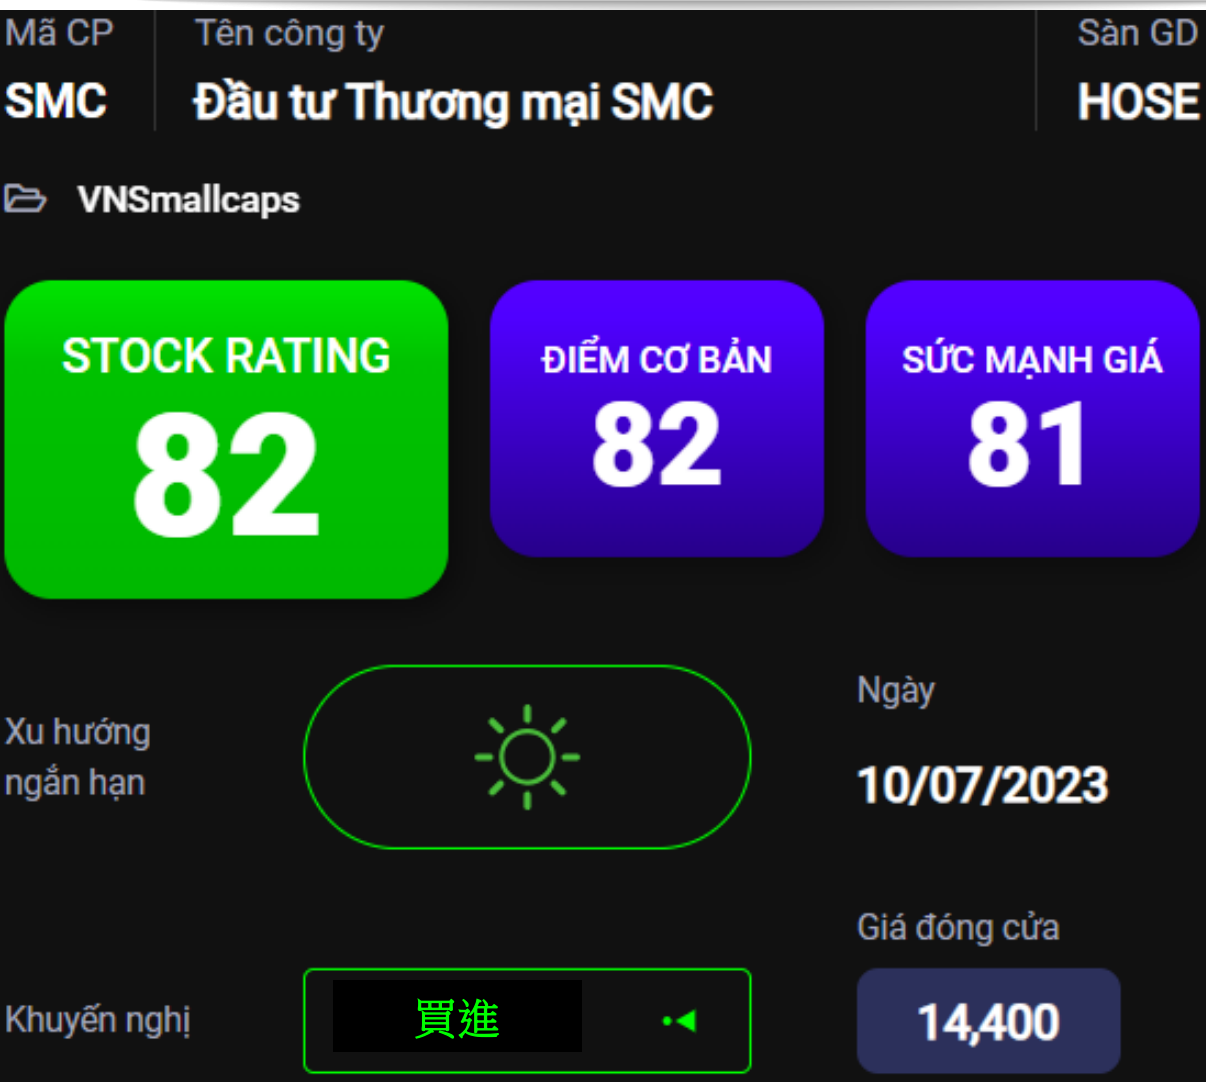 Mã CP
Tên công ty
Sàn GD
SMC
Đầu tư Thương mại SMC
HOSE
VNSmallcaps
STOCK RATING
82
ĐIỂM CƠ BẢN
82
SỨC MẠNH GIÁ
81
Xu hướng
ngắn hạn
Ngày
10/07/2023
Khuyến nghị
買進
Giá đóng cửa
14,400